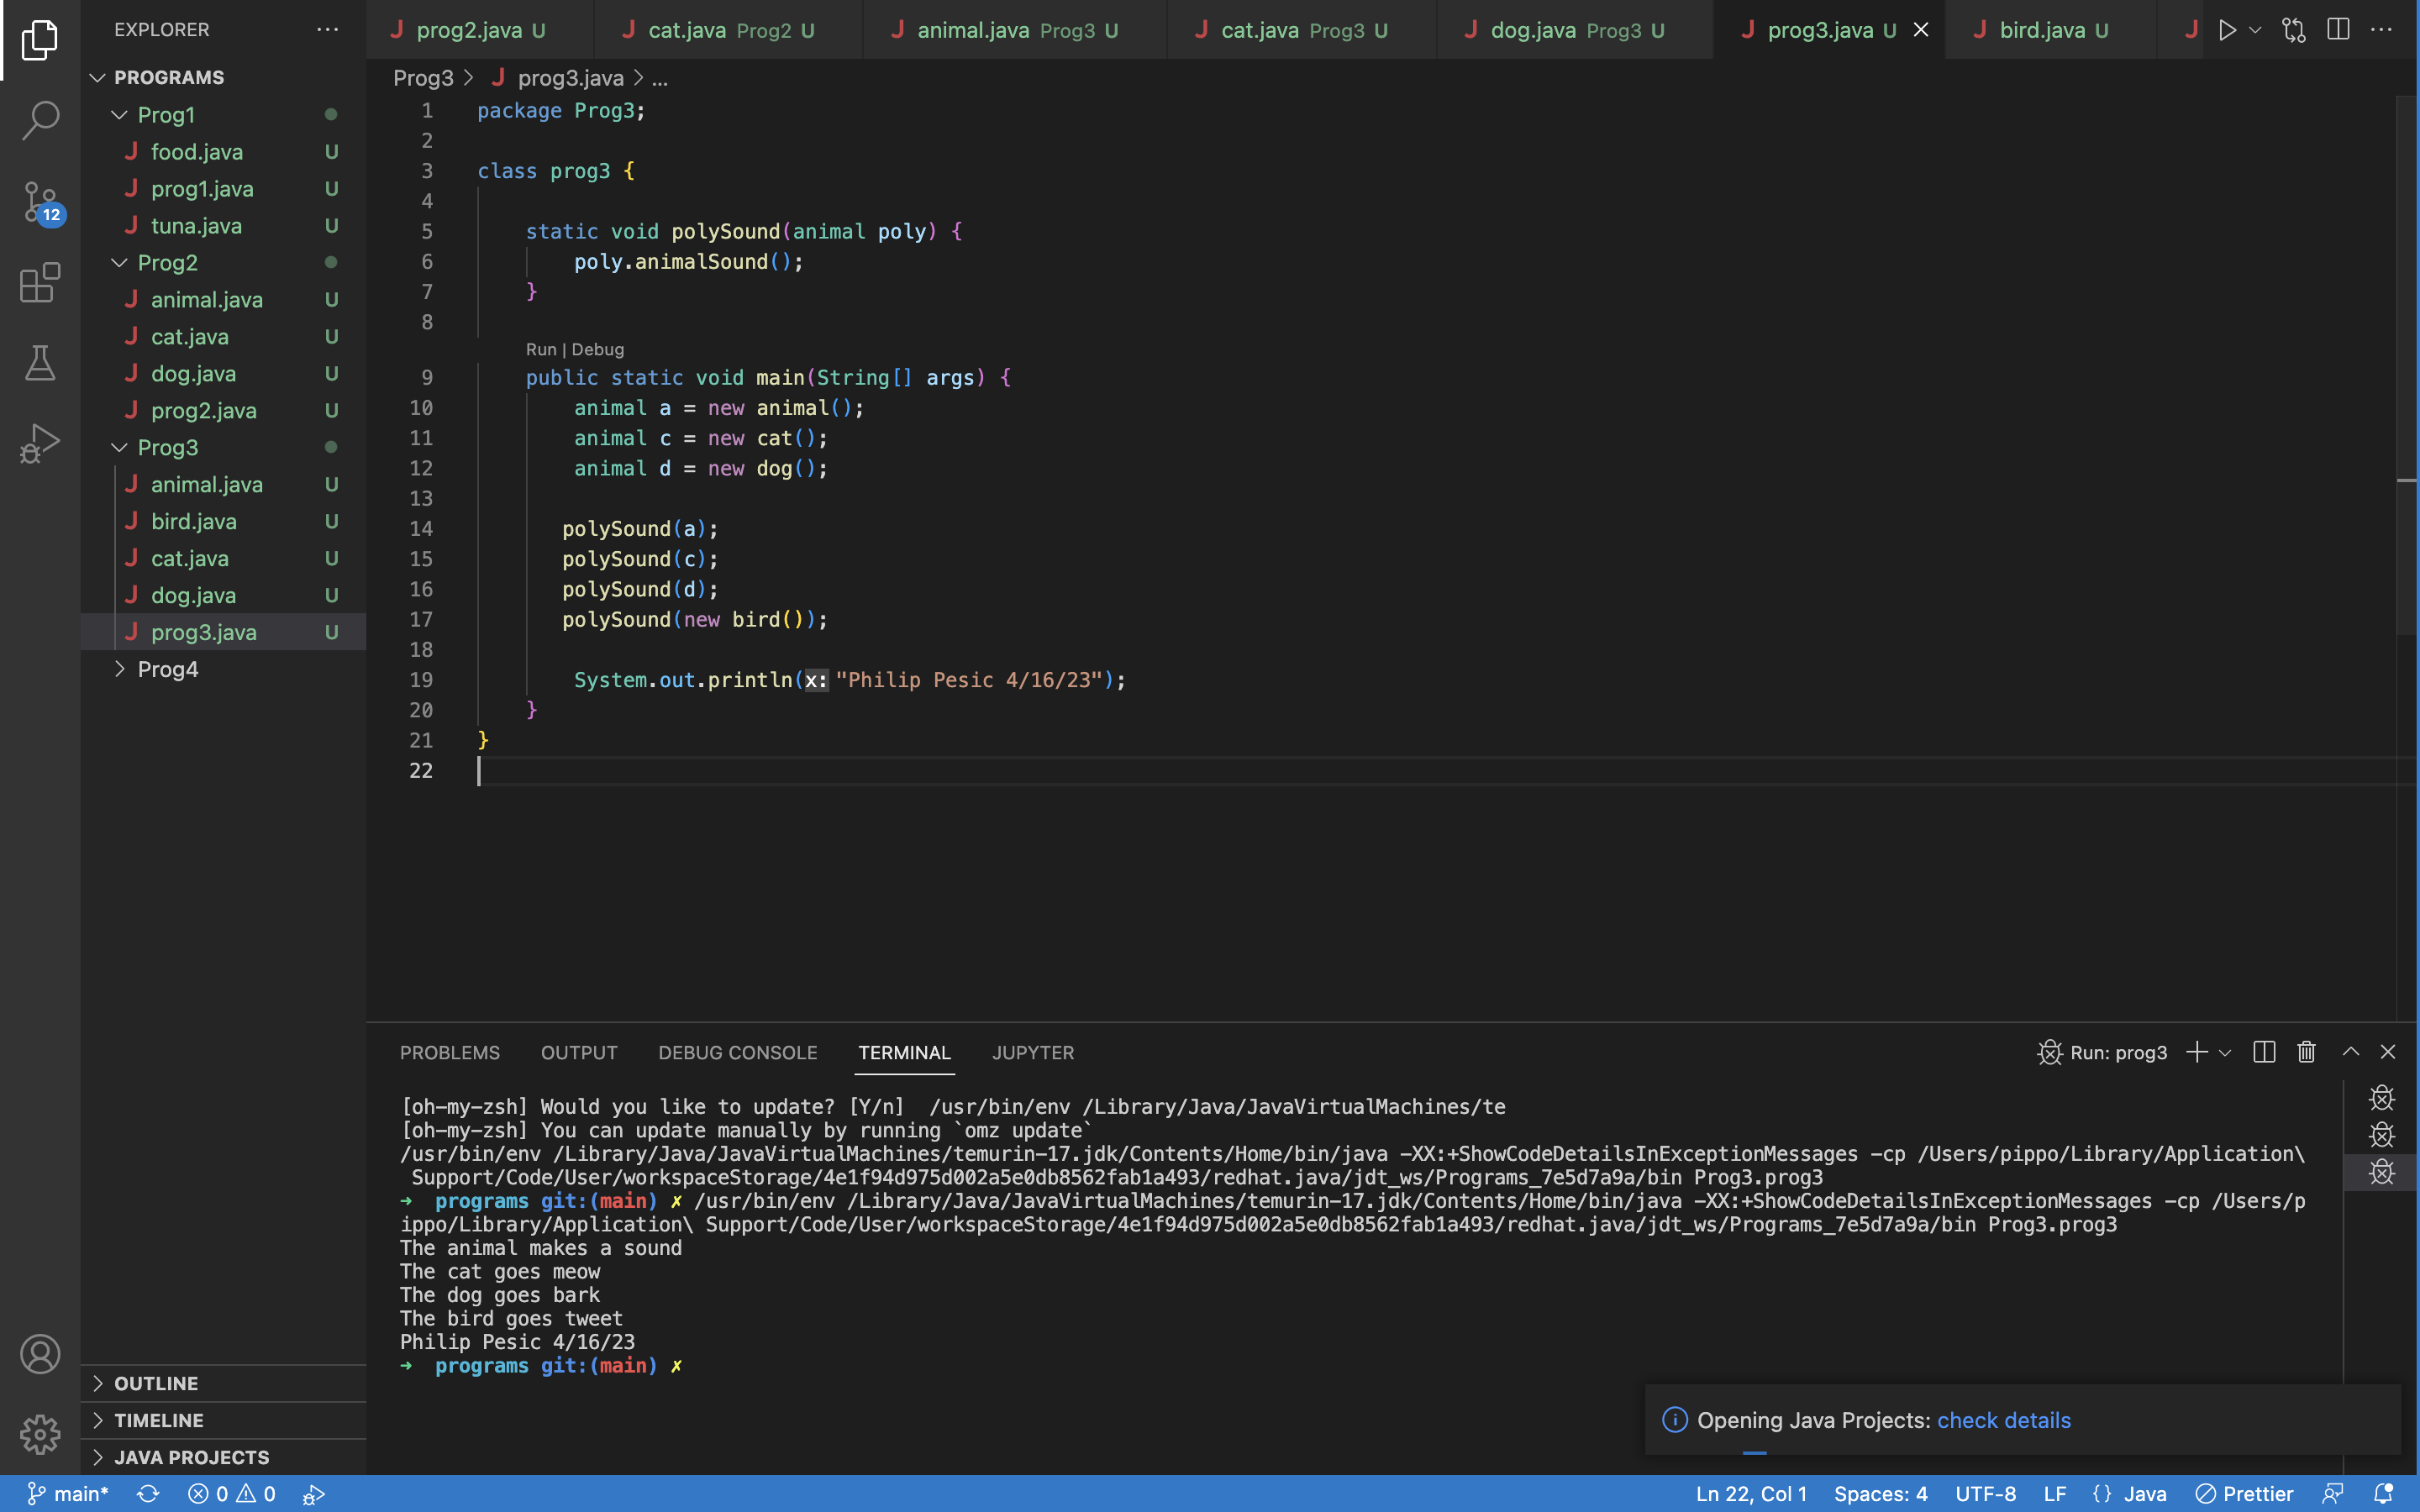 EXPLORER
PROGRAMS
Prog1
food.java U
prog1.java U
tuna.java U
Prog2
animal.java U
cat.java U
dog.java U
prog2.java U
Prog3
animal.java U
bird.java U
cat.java U
dog.java U
prog3.java U
Prog4
OUTLINE
TIMELINE
JAVA PROJECTS
12
prog2.java U cat.java Prog2 U animal.java Prog3 U cat.java Prog3 U dog.java Prog3 U prog3.java U bird.java U
Prog3 > prog3.java > ...
1 package Prog3;
2
3 class prog3 {
4
5 static void polySound(animal poly) {
6 poly.animalSound();
7 }
8
Run | Debug
9 public static void main(String[] args) {
10 animal a = new animal();
11 animal c = new cat();
12 animal d = new dog();
13
14 polySound(a);
15 polySound(c);
16 polySound(d);
17 polySound(new bird());
18
19 System.out.println(x: "Philip Pesic 4/16/23");
20 }
21 }
22
PROBLEMS OUTPUT DEBUG CONSOLE TERMINAL JUPYTER
Run: prog3
[oh-my-zsh] Would you like to update? [Y/n]  /usr/bin/env /Library/Java/JavaVirtualMachines/te
[oh-my-zsh] You can update manually by running `omz update`
/usr/bin/env /Library/Java/JavaVirtualMachines/temurin-17.jdk/Contents/Home/bin/java -XX:+ShowCodeDetailsInExceptionMessages -cp /Users/pippo/Library/Application\
Support/Code/User/workspaceStorage/4e1f94d975d002a5e0db8562fab1a493/redhat.java/jdt_ws/Programs_7e5d7a9a/bin Prog3.prog3
➜ programs git:(main) ✗ /usr/bin/env /Library/Java/JavaVirtualMachines/temurin-17.jdk/Contents/Home/bin/java -XX:+ShowCodeDetailsInExceptionMessages -cp /Users/p
ippo/Library/Application\ Support/Code/User/workspaceStorage/4e1f94d975d002a5e0db8562fab1a493/redhat.java/jdt_ws/Programs_7e5d7a9a/bin Prog3.prog3
The animal makes a sound
The cat goes meow
The dog goes bark
The bird goes tweet
Philip Pesic 4/16/23
➜ programs git:(main) ✗
Opening Java Projects: check details
main* 0 0 Ln 22, Col 1 Spaces: 4 UTF-8 LF {} Java Prettier